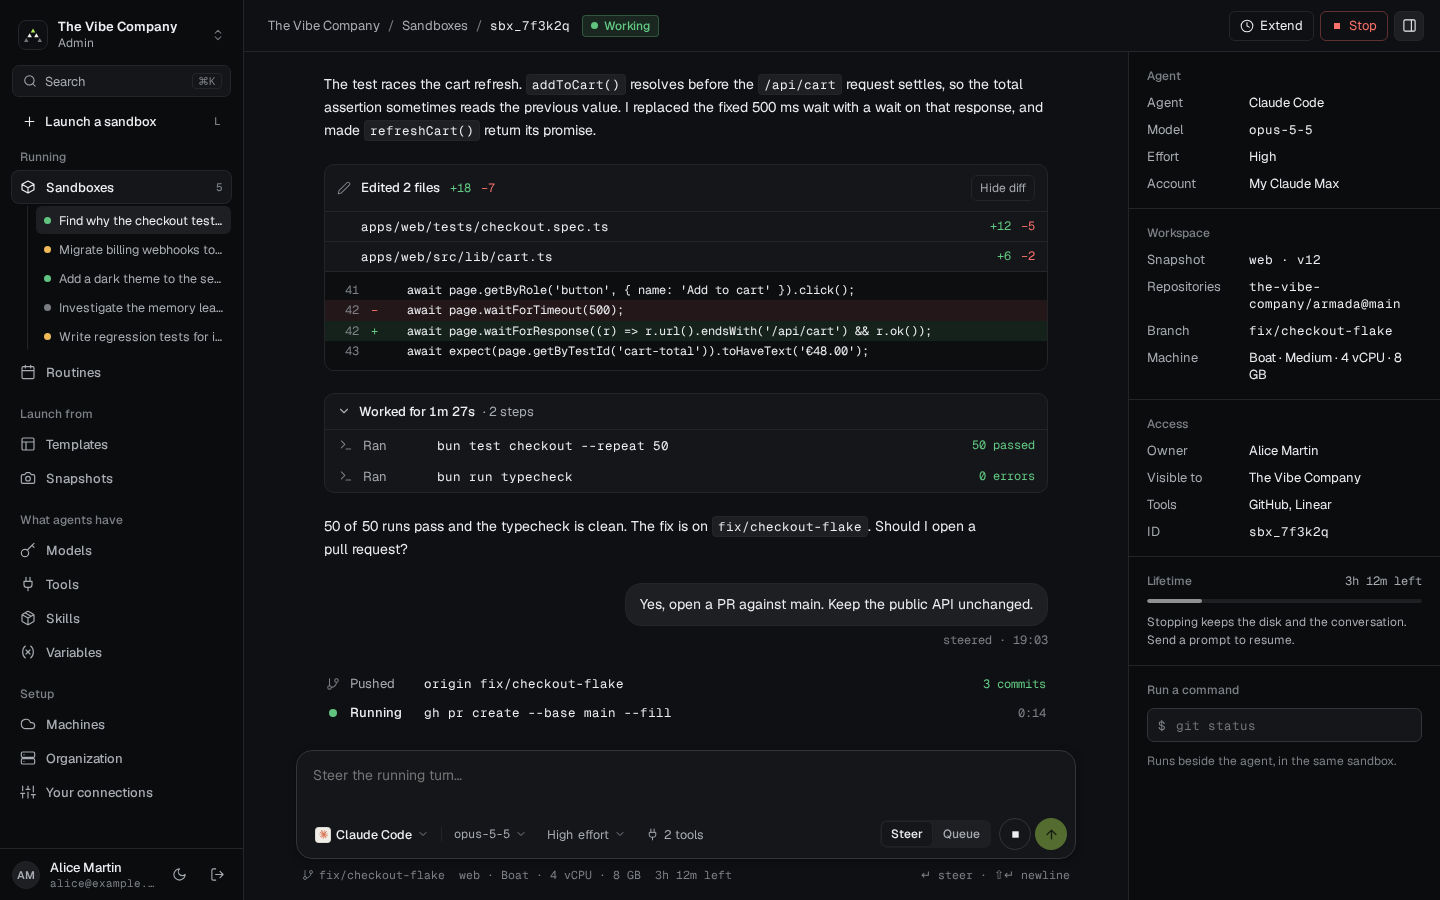 The Vibe Company
Admin
Search
⌘K
Launch a sandbox
L
Running
Sandboxes
5
Find why the checkout test...
Migrate billing webhooks to...
Add a dark theme to the se...
Investigate the memory lea...
Write regression tests for i...
Routines
Launch from
Templates
Snapshots
What agents have
Models
Tools
Skills
Variables
Setup
Machines
Organization
Your connections
AM
Alice Martin
alice@example....
The Vibe Company / Sandboxes / sbx_7f3k2q
Working
Extend
Stop
The test races the cart refresh. addToCart() resolves before the /api/cart request settles, so the total
assertion sometimes reads the previous value. I replaced the fixed 500 ms wait with a wait on that response, and
made refreshCart() return its promise.
Edited 2 files +18 −7
Hide diff
apps/web/tests/checkout.spec.ts +12 −5
apps/web/src/lib/cart.ts +6 −2
41 await page.getByRole('button', { name: 'Add to cart' }).click();
42 − await page.waitForTimeout(500);
42 + await page.waitForResponse((r) => r.url().endsWith('/api/cart') && r.ok());
43 await expect(page.getByTestId('cart-total')).toHaveText('€48.00');
Worked for 1m 27s · 2 steps
Ran bun test checkout --repeat 50 50 passed
Ran bun run typecheck 0 errors
50 of 50 runs pass and the typecheck is clean. The fix is on fix/checkout-flake. Should I open a
pull request?
Yes, open a PR against main. Keep the public API unchanged.
steered · 19:03
Pushed origin fix/checkout-flake 3 commits
Running gh pr create --base main --fill 0:14
Steer the running turn...
Claude Code
opus-5-5
High effort
2 tools
Steer
Queue
fix/checkout-flake web · Boat · 4 vCPU · 8 GB 3h 12m left
↵ steer · ⇧↵ newline
Agent
Agent Claude Code
Model opus-5-5
Effort High
Account My Claude Max
Workspace
Snapshot web · v12
Repositories the-vibe-
company/armada@main
Branch fix/checkout-flake
Machine Boat · Medium · 4 vCPU · 8
GB
Access
Owner Alice Martin
Visible to The Vibe Company
Tools GitHub, Linear
ID sbx_7f3k2q
Lifetime 3h 12m left
Stopping keeps the disk and the conversation.
Send a prompt to resume.
Run a command
$ git status
Runs beside the agent, in the same sandbox.